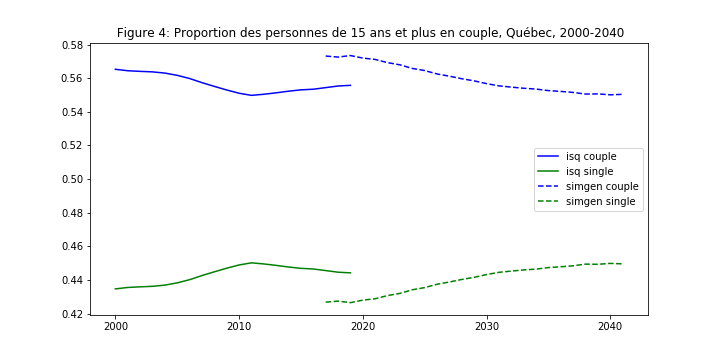 Figure 4: Proportion des personnes de 15 ans et plus en couple, Québec, 2000-2040
0.58
0.56
0.54
0.52
0.50
0.48
0.46
0.44
0.42
isq couple
isq single
simgen couple
simgen single
2000
2010
2020
2030
2040